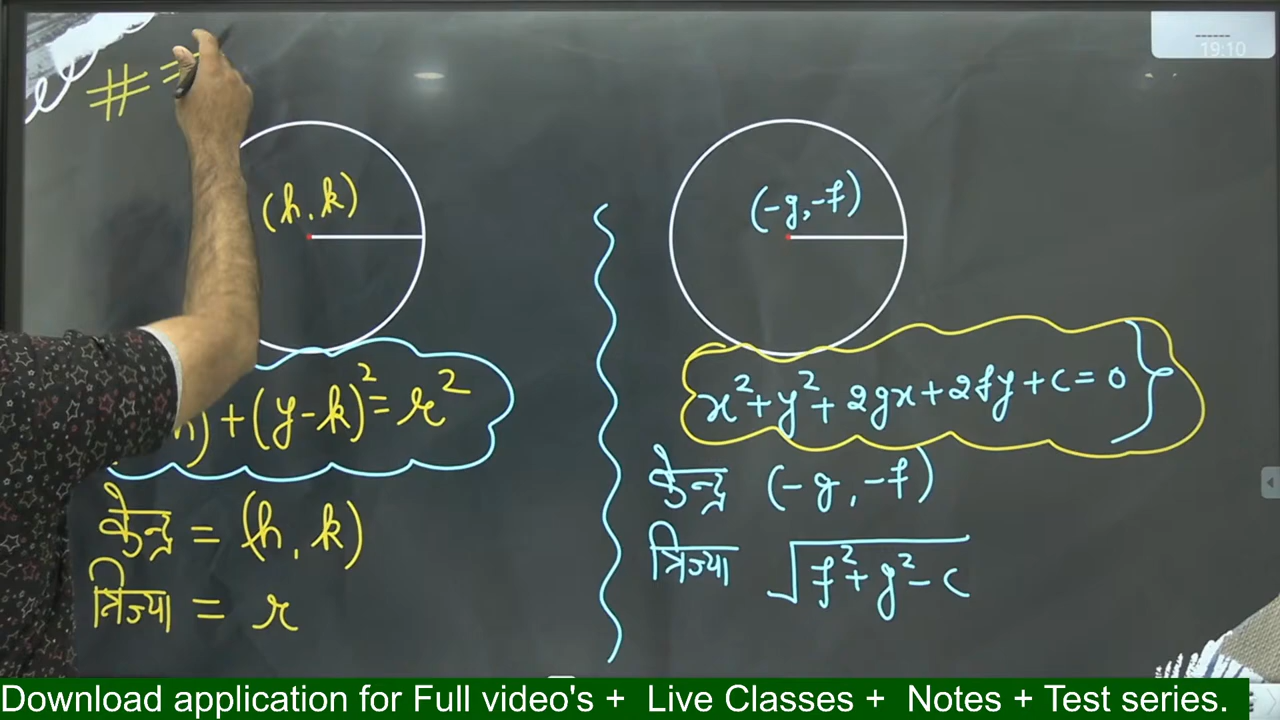 ------
19:10
#
(h, k)
(-g, -f)
) + (y-k)² = r²
x² + y² + 2gx + 2fy + c = 0 }
केन्द्र = (h, k)
केन्द्र (-g, -f)
त्रिज्या = r
त्रिज्या √f² + g² - c
Download application for Full video's + Live Classes + Notes + Test series.